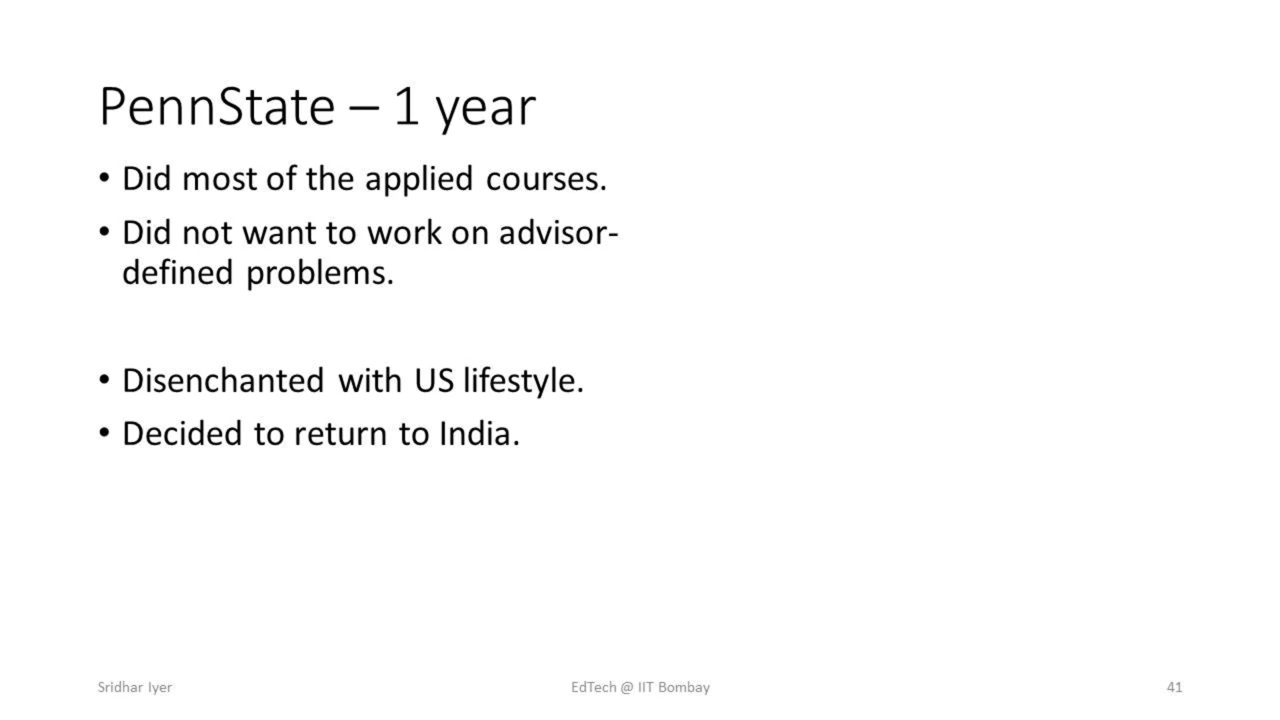 PennState – 1 year
• Did most of the applied courses.
• Did not want to work on advisor-
defined problems.
• Disenchanted with US lifestyle.
• Decided to return to India.
Sridhar Iyer
EdTech @ IIT Bombay
41